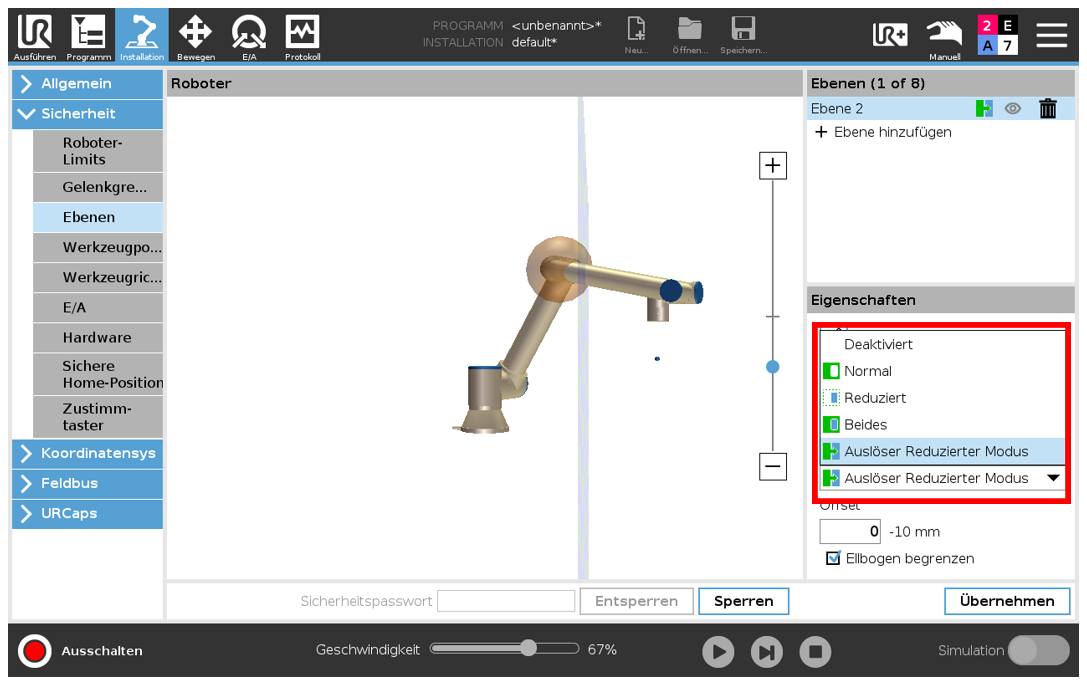 PROGRAMM <unbenannt>*
INSTALLATION default*
Ausführen Programm Installation Bewegen E/A Protokoll
Neu... Öffnen... Speichern...
UR+
Manuell
2 E
A 7
Allgemein
Sicherheit
Roboter-
Limits
Gelenkgre...
Ebenen
Werkzeugpo...
Werkzeugric...
E/A
Hardware
Sichere
Home-Position
Zustimm-
taster
Koordinatensys
Feldbus
URCaps
Roboter
Ebenen (1 of 8)
Ebene 2
+ Ebene hinzufügen
Eigenschaften
Deaktiviert
Normal
Reduziert
Beides
Auslöser Reduzierter Modus
Auslöser Reduzierter Modus
Offset
0 -10 mm
Ellbogen begrenzen
Sicherheitspasswort Entsperren Sperren Übernehmen
Ausschalten Geschwindigkeit 67% Simulation